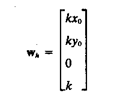 w_h = [kx_0
ky_0
0
k]